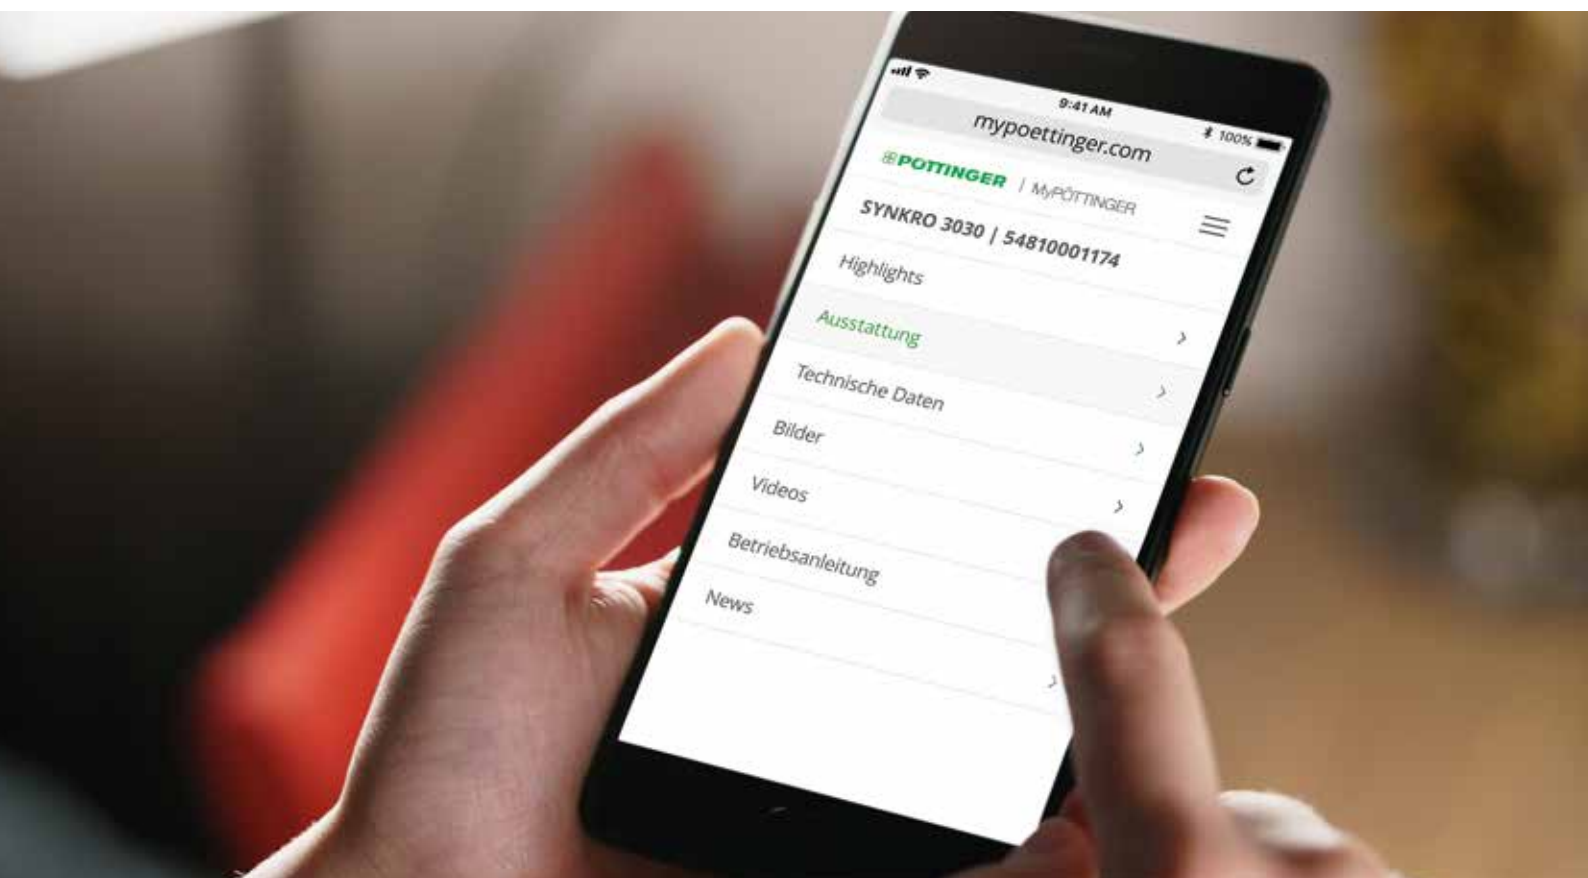 9:41 AM
100%
mypoettinger.com
PÖTTINGER | MyPÖTTINGER
SYNKRO 3030 | 54810001174
Highlights
Ausstattung
Technische Daten
Bilder
Videos
Betriebsanleitung
News